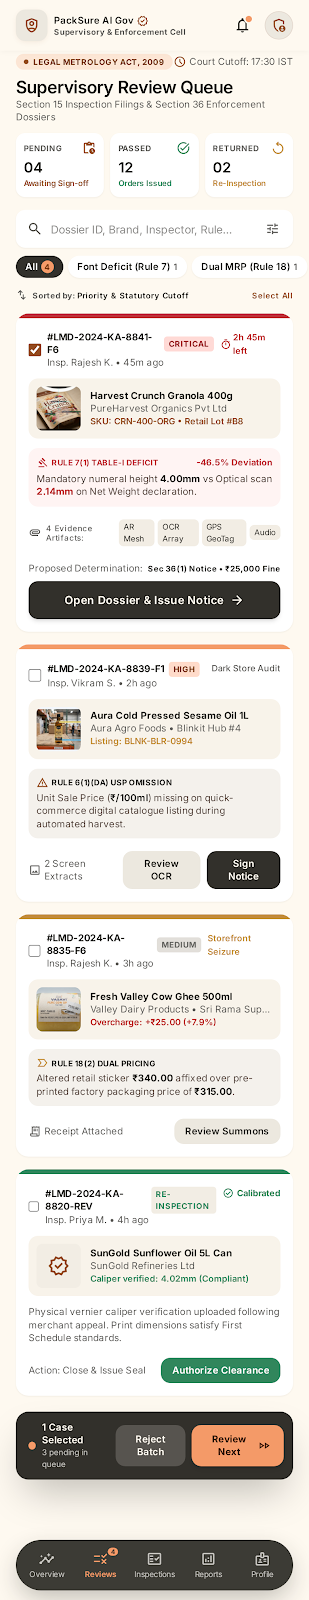 PackSure AI Gov
Supervisory & Enforcement Cell
LEGAL METROLOGY ACT, 2009
Court Cutoff: 17:30 IST
Supervisory Review Queue
Section 15 Inspection Filings & Section 36 Enforcement
Dossiers
PENDING
04
Awaiting Sign-off
PASSED
12
Orders Issued
RETURNED
02
Re-Inspection
Dossier ID, Brand, Inspector, Rule...
All 4
Font Deficit (Rule 7) 1
Dual MRP (Rule 18) 1
Sorted by: Priority & Statutory Cutoff
Select All
#LMD-2024-KA-8841-
F6
Insp. Rajesh K. • 45m ago
CRITICAL
2h 45m
left
Harvest Crunch Granola 400g
PureHarvest Organics Pvt Ltd
SKU: CRN-400-ORG • Retail Lot #B8
RULE 7(1) TABLE-I DEFICIT
-46.5% Deviation
Mandatory numeral height 4.00mm vs Optical scan
2.14mm on Net Weight declaration.
4 Evidence
Artifacts:
AR
Mesh
OCR
Array
GPS
GeoTag
Audio
Proposed Determination: Sec 36(1) Notice • ₹25,000 Fine
Open Dossier & Issue Notice →
#LMD-2024-KA-8839-F1
HIGH
Dark Store Audit
Insp. Vikram S. • 2h ago
Aura Cold Pressed Sesame Oil 1L
Aura Agro Foods • Blinkit Hub #4
Listing: BLNK-BLR-0994
RULE 6(1)(DA) USP OMISSION
Unit Sale Price (₹/100ml) missing on quick-
commerce digital catalogue listing during
automated harvest.
2 Screen
Extracts
Review
OCR
Sign
Notice
#LMD-2024-KA-
8835-F6
Insp. Rajesh K. • 3h ago
MEDIUM
Storefront
Seizure
Fresh Valley Cow Ghee 500ml
Valley Dairy Products • Sri Rama Sup...
Overcharge: +₹25.00 (+7.9%)
RULE 18(2) DUAL PRICING
Altered retail sticker ₹340.00 affixed over pre-
printed factory packaging price of ₹315.00.
Receipt Attached
Review Summons
#LMD-2024-KA-
8820-REV
Insp. Priya M. • 4h ago
RE-
INSPECTION
Calibrated
SunGold Sunflower Oil 5L Can
SunGold Refineries Ltd
Caliper verified: 4.02mm (Compliant)
Physical vernier caliper verification uploaded following
merchant appeal. Print dimensions satisfy First
Schedule standards.
Action: Close & Issue Seal
Authorize Clearance
1 Case
Selected
3 pending in
queue
Reject
Batch
Review
Next
4
Overview
Reviews
Inspections
Reports
Profile